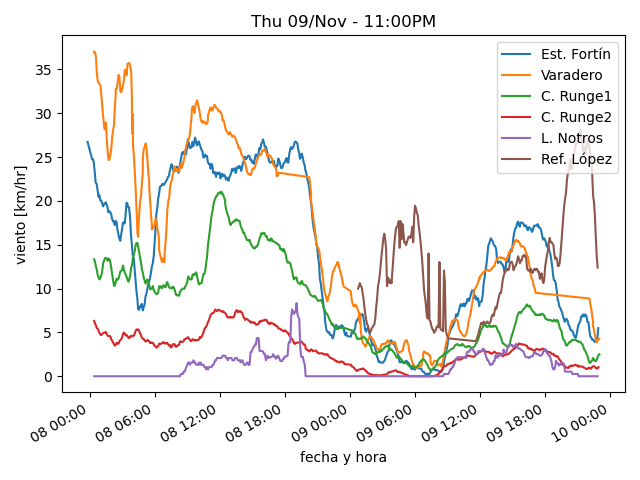 Thu 09/Nov - 11:00PM
Est. Fortín
Varadero
C. Runge1
C. Runge2
L. Notros
Ref. López
viento [km/hr]
35
30
25
20
15
10
5
0
08 00:00
08 06:00
08 12:00
08 18:00
09 00:00
09 06:00
09 12:00
09 18:00
10 00:00
fecha y hora